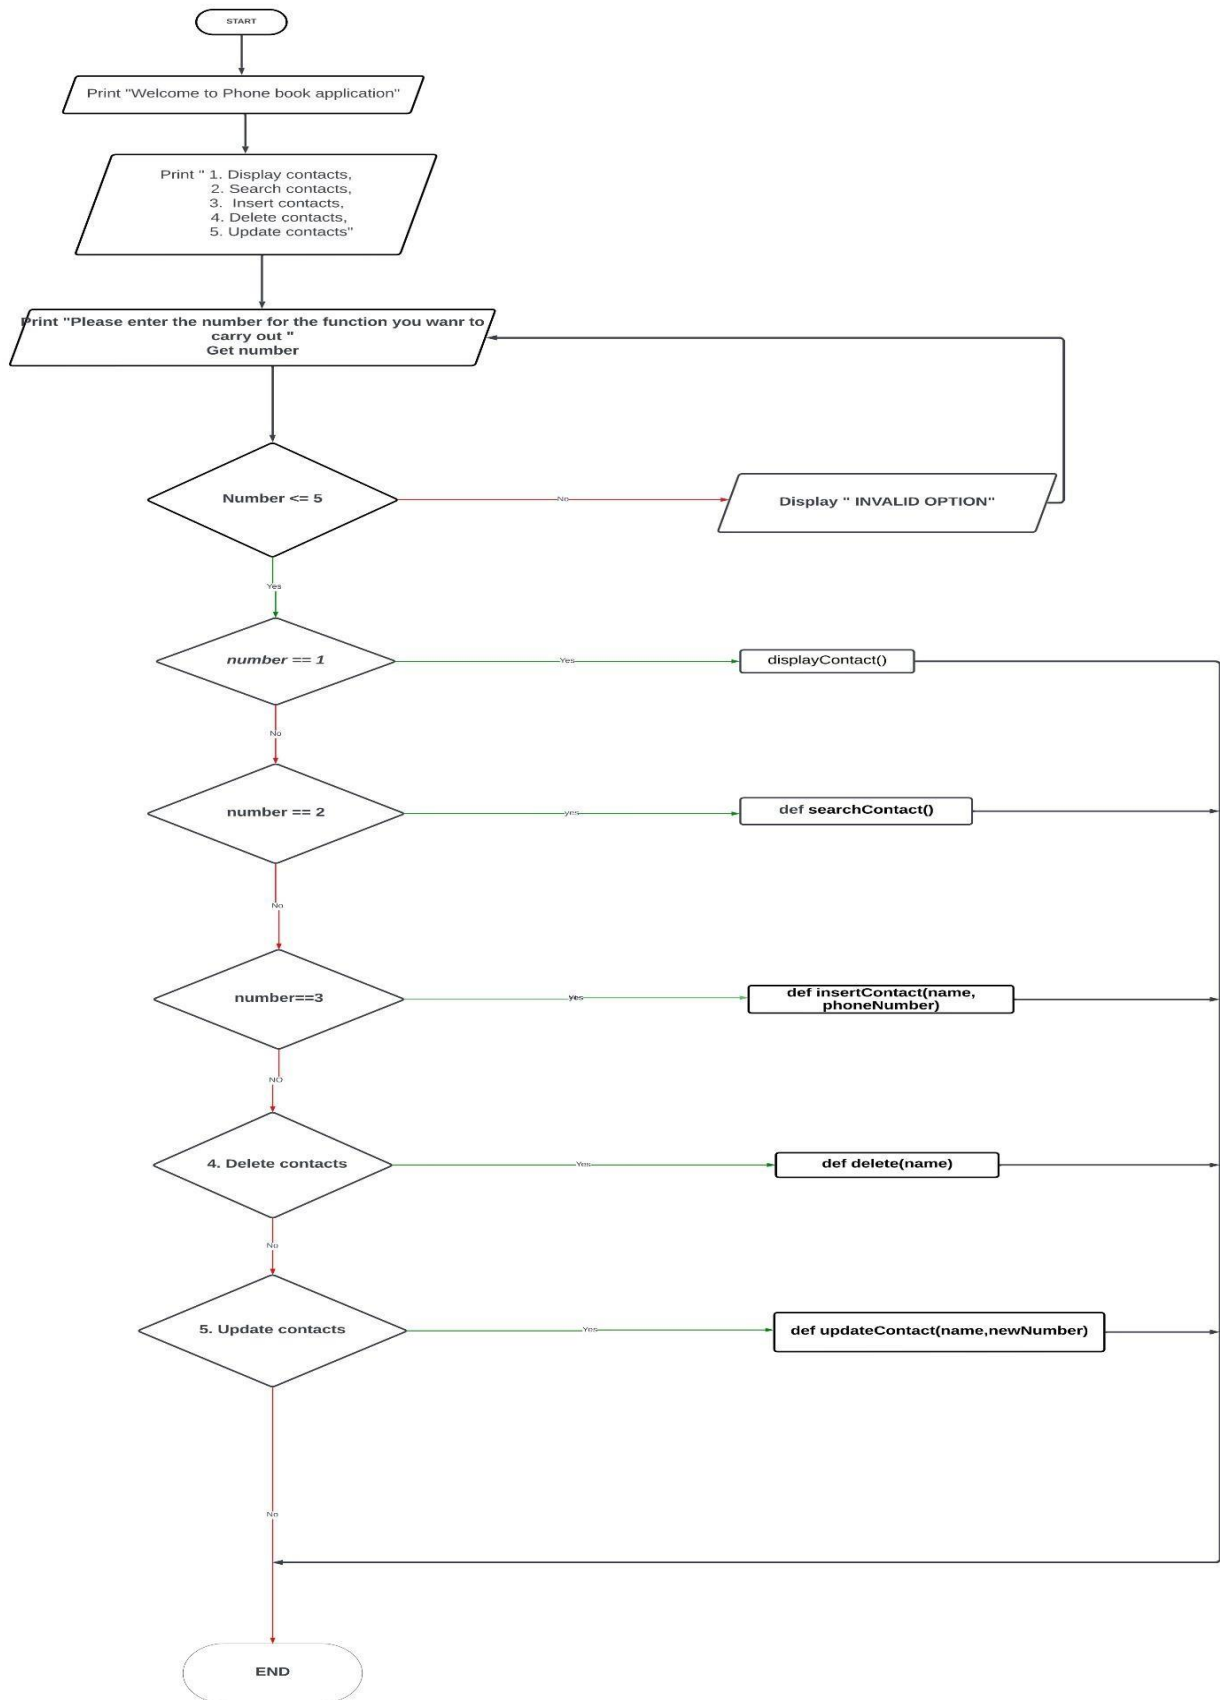 START
Print "Welcome to Phone book application"
Print " 1. Display contacts,
2. Search contacts,
3. Insert contacts,
4. Delete contacts,
5. Update contacts"
Print "Please enter the number for the function you wanr to
carry out "
Get number
Number <= 5
No
Display " INVALID OPTION"
Yes
number == 1
Yes
displayContact()
No
number == 2
yes
def searchContact()
No
number==3
yes
def insertContact(name,
phoneNumber)
NO
4. Delete contacts
Yes
def delete(name)
No
5. Update contacts
Yes
def updateContact(name,newNumber)
No
END